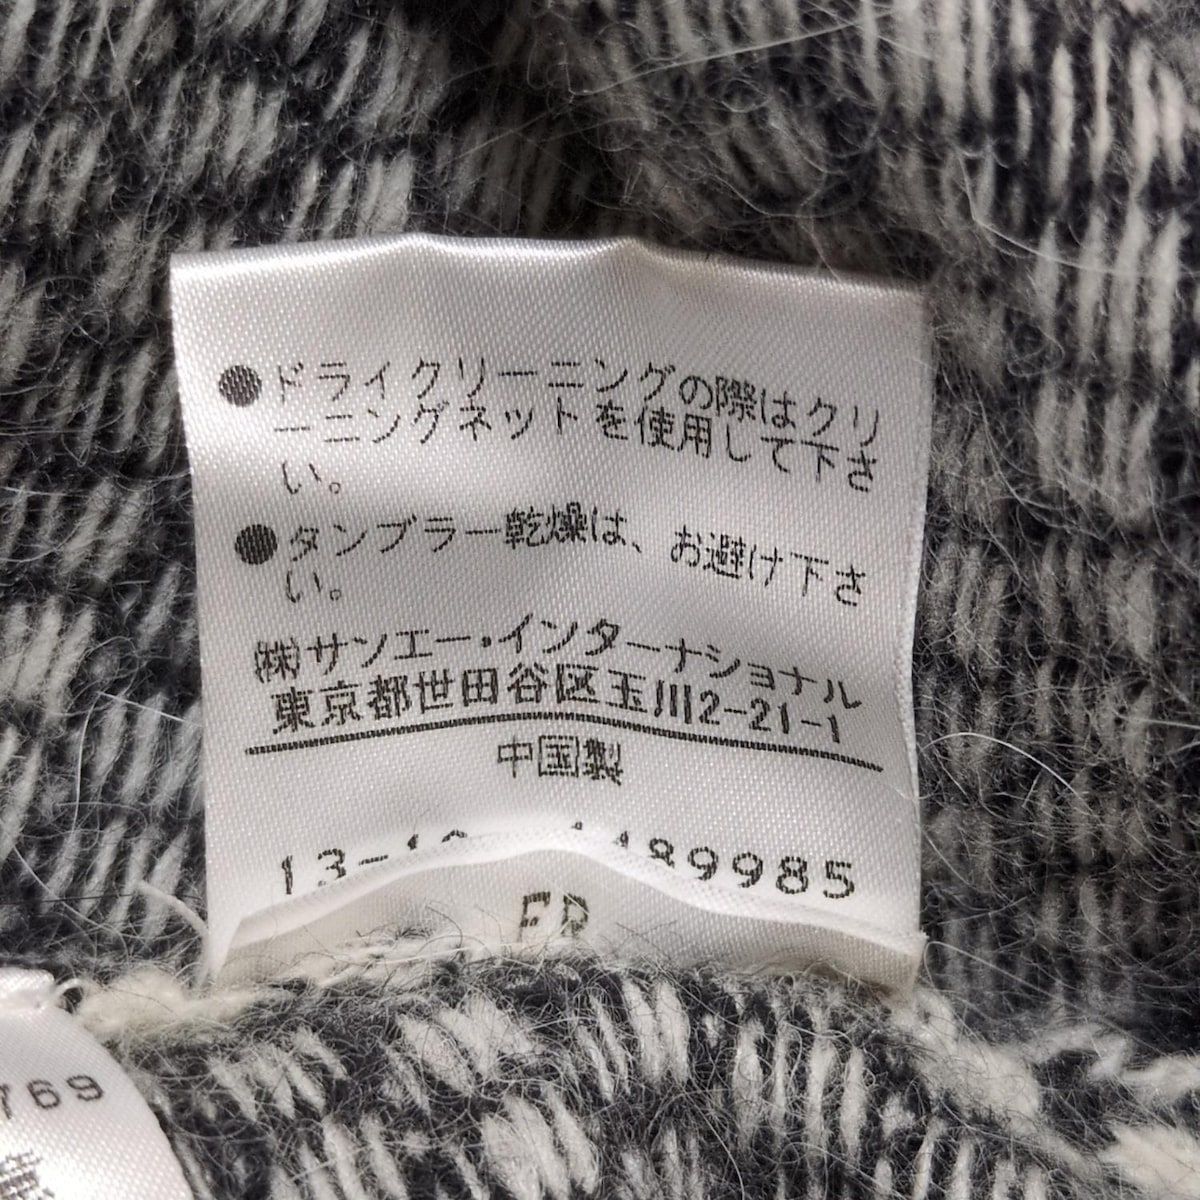 ●ドライクリーニングの際はクリ
ーニングネットを使用して下さ
い。
●タンブラー乾燥は、お避け下さ
い。
(株)サンエー・インターナショナル
東京都世田谷区玉川2-21-1
中国製
769